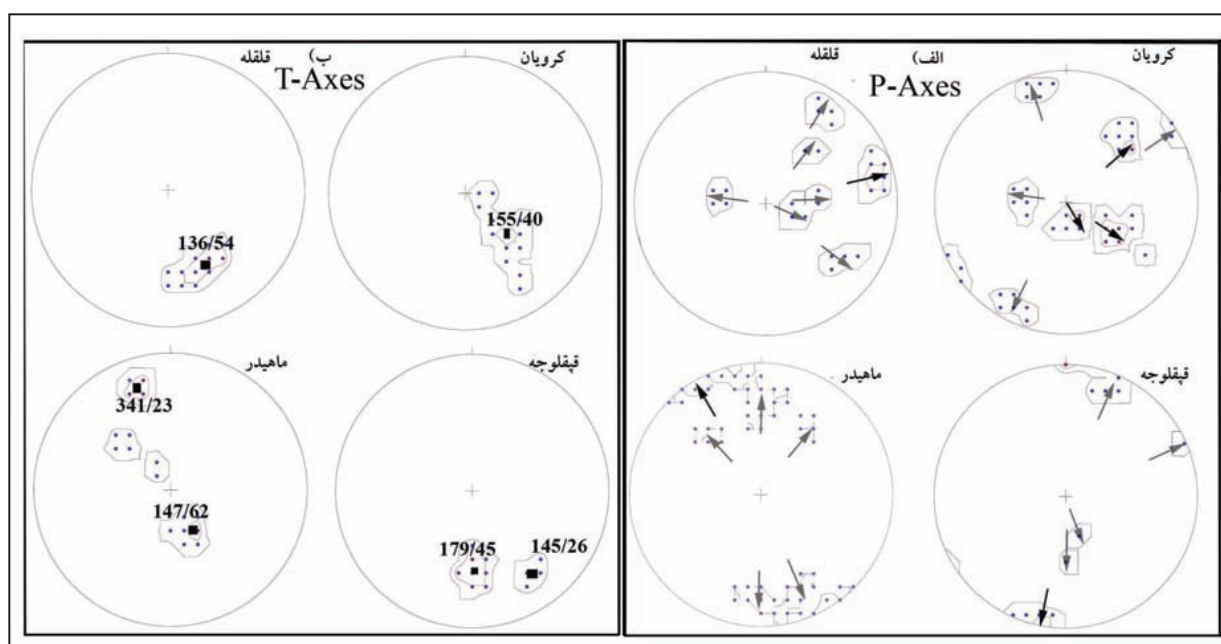 ب) قلقله
T-Axes
کرویان
136/54
155/40
ماهیدر
قپقلوجه
341/23
147/62
179/45
145/26
الف) قلقله
P-Axes
کرویان
ماهیدر
قپقلوجه